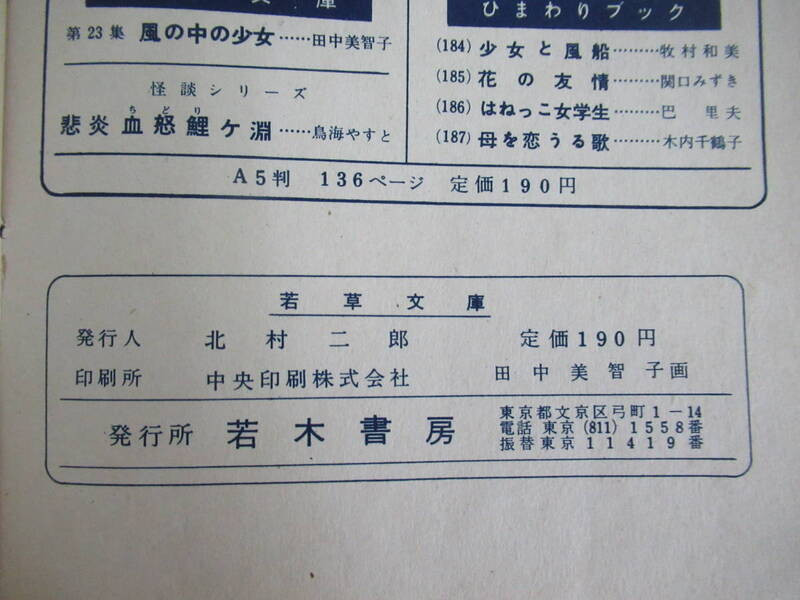 文庫
第23集 風の中の少女……田中美智子
怪談シリーズ
ちどり
悲炎 血怒鯉ケ淵……鳥海やすと
ひまわりブック
(184) 少女と風船………牧村和美
(185) 花の友情………関口みずき
(186) はねっこ女学生………巴里夫
(187) 母を恋うる歌………木内千鶴子
A5判 136ページ 定価190円
若草文庫
発行人 北村二郎 定価190円
印刷所 中央印刷株式会社 田中美智子画
発行所 若木書房
東京都文京区弓町1-14
電話 東京(811)1558番
振替東京11419番